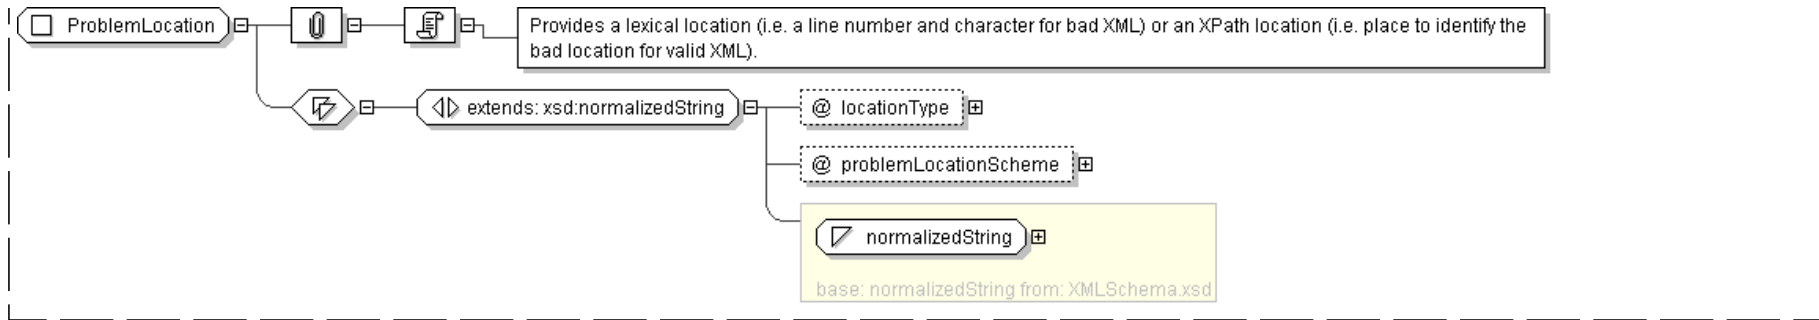 ProblemLocation
Provides a lexical location (i.e. a line number and character for bad XML) or an XPath location (i.e. place to identify the
bad location for valid XML).
extends: xsd:normalizedString
@ locationType
@ problemLocationScheme
normalizedString
base: normalizedString from: XMLSchema.xsd